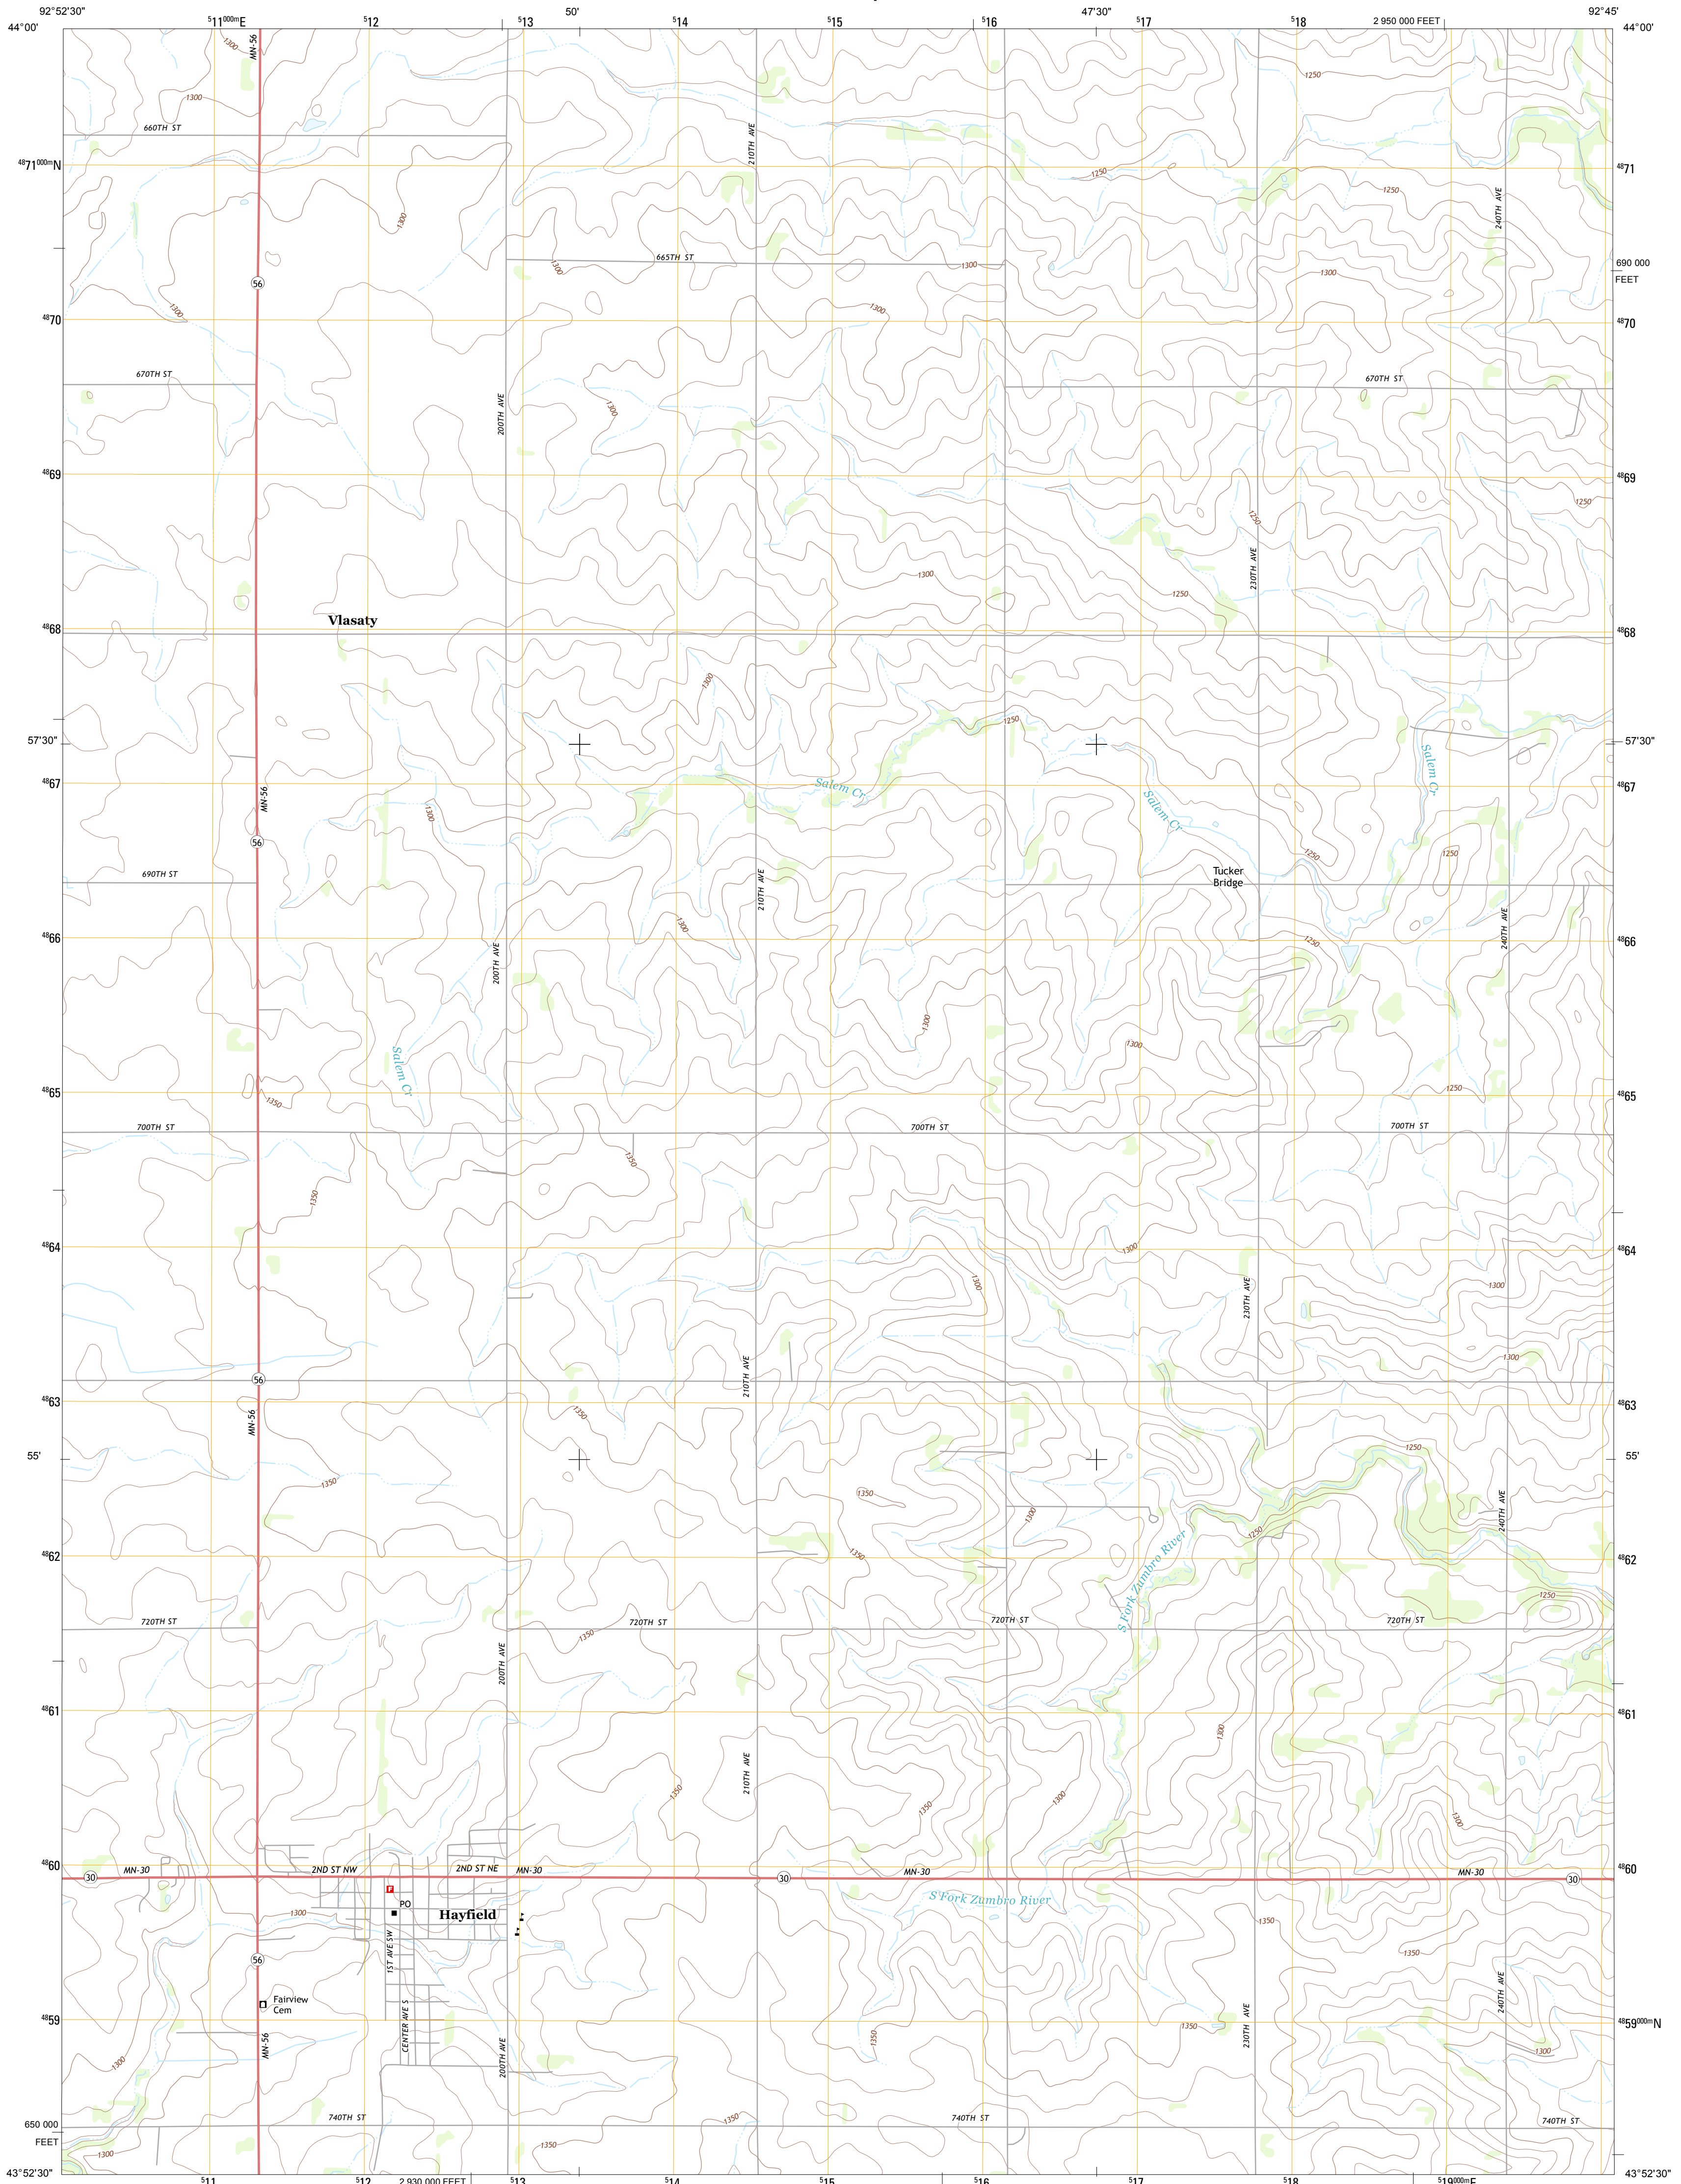 92°52'30"
511000mE
512
513
50'
514
515
516
47'30"
517
518
2 950 000 FEET
92°45'
44°00'
44°00'
MN-56
1300
1300
1250
660TH ST
210TH AVE
4871000mN
4871
1250
1250
240TH AVE
1300
665TH ST
1300
1300
1300
690 000
FEET
56
1300
1300
4870
4870
670TH ST
670TH ST
200TH AVE
1300
4869
4869
1250
1250
230TH AVE
1300
1250
Vlasaty
4868
4868
1300
1250
57'30"
57'30"
Salem Cr
4867
4867
MN-56
Salem Cr
Salem Cr
1300
56
1250
1250
690TH ST
Tucker
Bridge
210TH AVE
1300
4866
4866
200TH AVE
1250
240TH AVE
1300
1300
Salem Cr
4865
4865
1350
1250
700TH ST
700TH ST
700TH ST
1350
1350
4864
4864
1300
1300
1300
230TH AVE
1300
56
210TH AVE
4863
4863
MN-56
1350
1250
55'
55'
1350
1350
1300
240TH AVE
1250
4862
4862
1350
S Fork Zumbro River
1250
720TH ST
720TH ST
720TH ST
720TH ST
1350
200TH AVE
4861
4861
1300
210TH AVE
1350
1350
1300
1300
4860
4860
30
MN-30
2ND ST NW
2ND ST NE
MN-30
30
MN-30
MN-30
30
F
PO
Hayfield
S Fork Zumbro River
1300
1350
1350
1ST AVE SW
56
Fairview
Cem
CENTER AVE S
240TH AVE
4859
4859000mN
1350
1350
230TH AVE
MN-56
200TH AVE
1300
1300
650 000
FEET
740TH ST
1350
740TH ST
740TH ST
1300
1350
43°52'30"
43°52'30"
511
512
2 930 000 FEET
513
514
515
516
517
518
519000mE